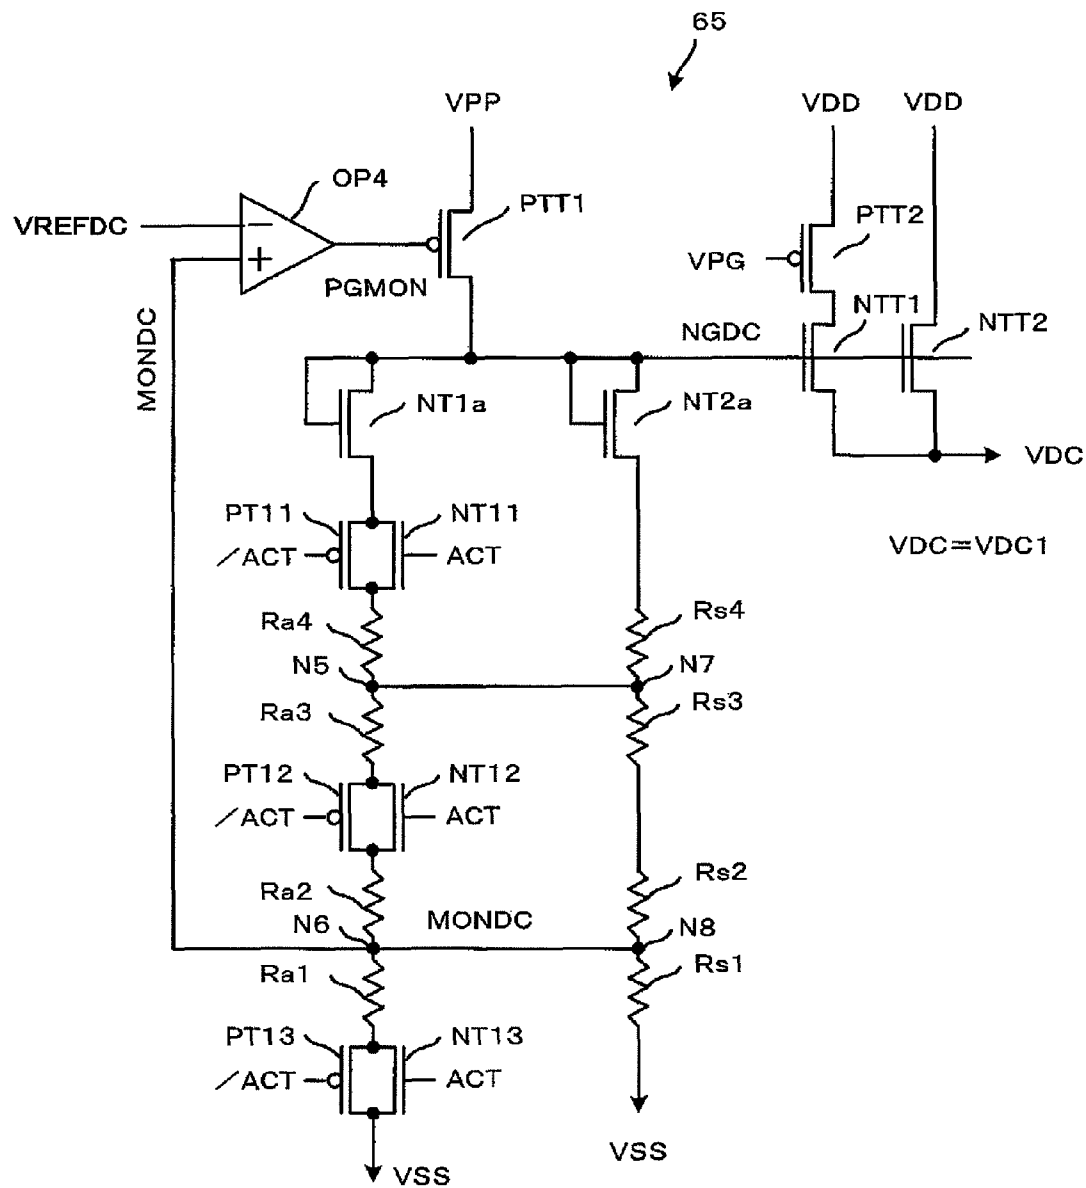 65
VPP
VDD
VDD
OP4
PTT1
PTT2
VREFDC
−
+
VPG
PGMON
NGDC
NTT1
NTT2
MONDC
NT1a
NT2a
VDC
PT11
NT11
/ACT
ACT
VDC=VDC1
Ra4
Rs4
N5
N7
Ra3
Rs3
PT12
NT12
/ACT
ACT
Ra2
Rs2
N6
MONDC
N8
Ra1
Rs1
PT13
NT13
/ACT
ACT
VSS
VSS